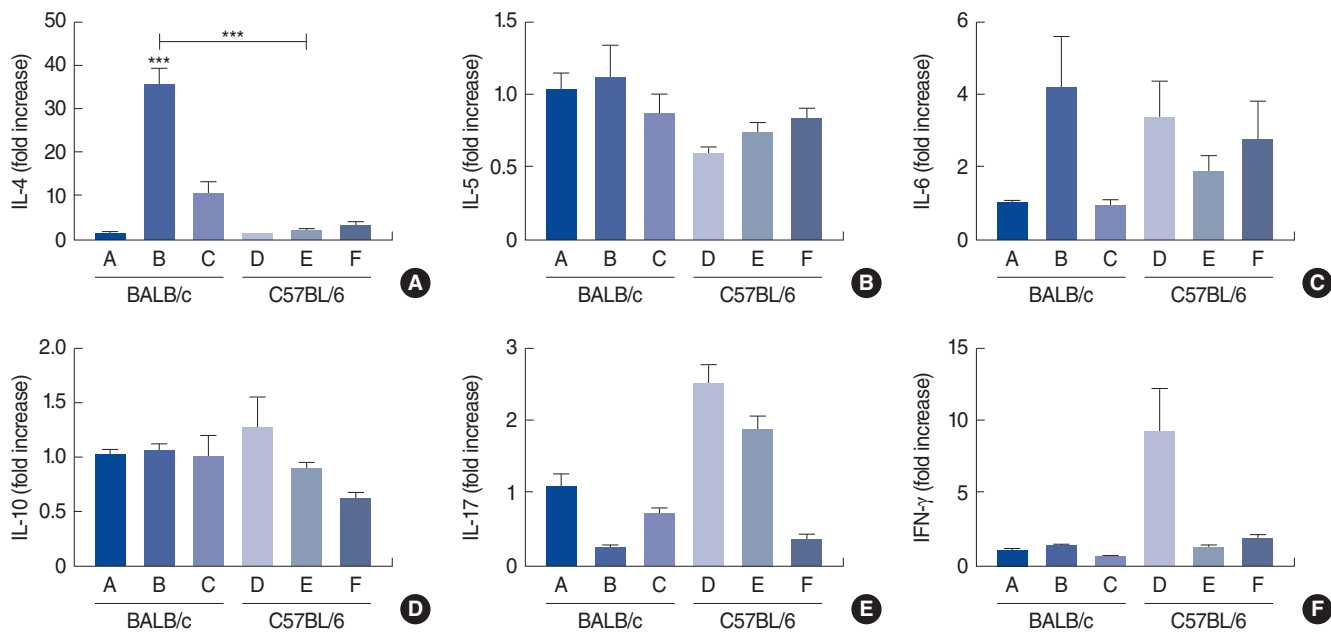 IL-4 (fold increase)
50
40
30
20
10
0
***
***
A B C D E F
BALB/c C57BL/6
A
IL-5 (fold increase)
1.5
1.0
0.5
0
A B C D E F
BALB/c C57BL/6
B
IL-6 (fold increase)
6
4
2
0
A B C D E F
BALB/c C57BL/6
C
IL-10 (fold increase)
2.0
1.5
1.0
0.5
0
A B C D E F
BALB/c C57BL/6
D
IL-17 (fold increase)
3
2
1
0
A B C D E F
BALB/c C57BL/6
E
IFN-γ (fold increase)
15
10
5
0
A B C D E F
BALB/c C57BL/6
F